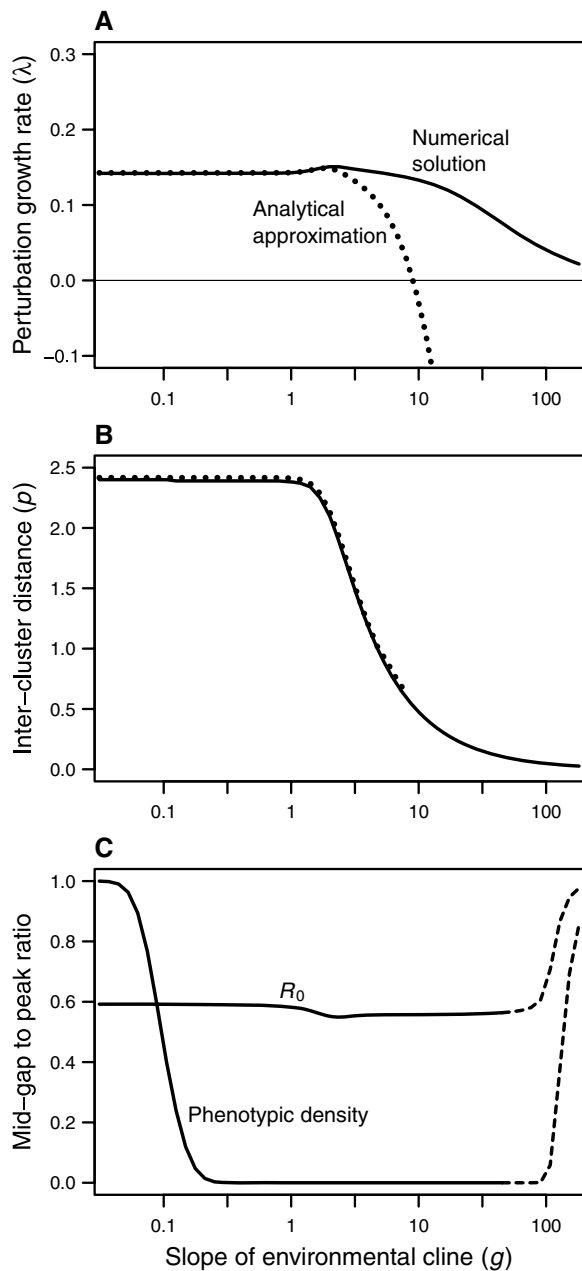 A
Perturbation growth rate (λ)
0.3
0.2
0.1
0.0
−0.1
Numerical
solution
Analytical
approximation
0.1
1
10
100
B
Inter−cluster distance (p)
2.5
2.0
1.5
1.0
0.5
0.0
0.1
1
10
100
C
Mid−gap to peak ratio
1.0
0.8
0.6
0.4
0.2
0.0
R0
Phenotypic density
0.1
1
10
100
Slope of environmental cline (g)